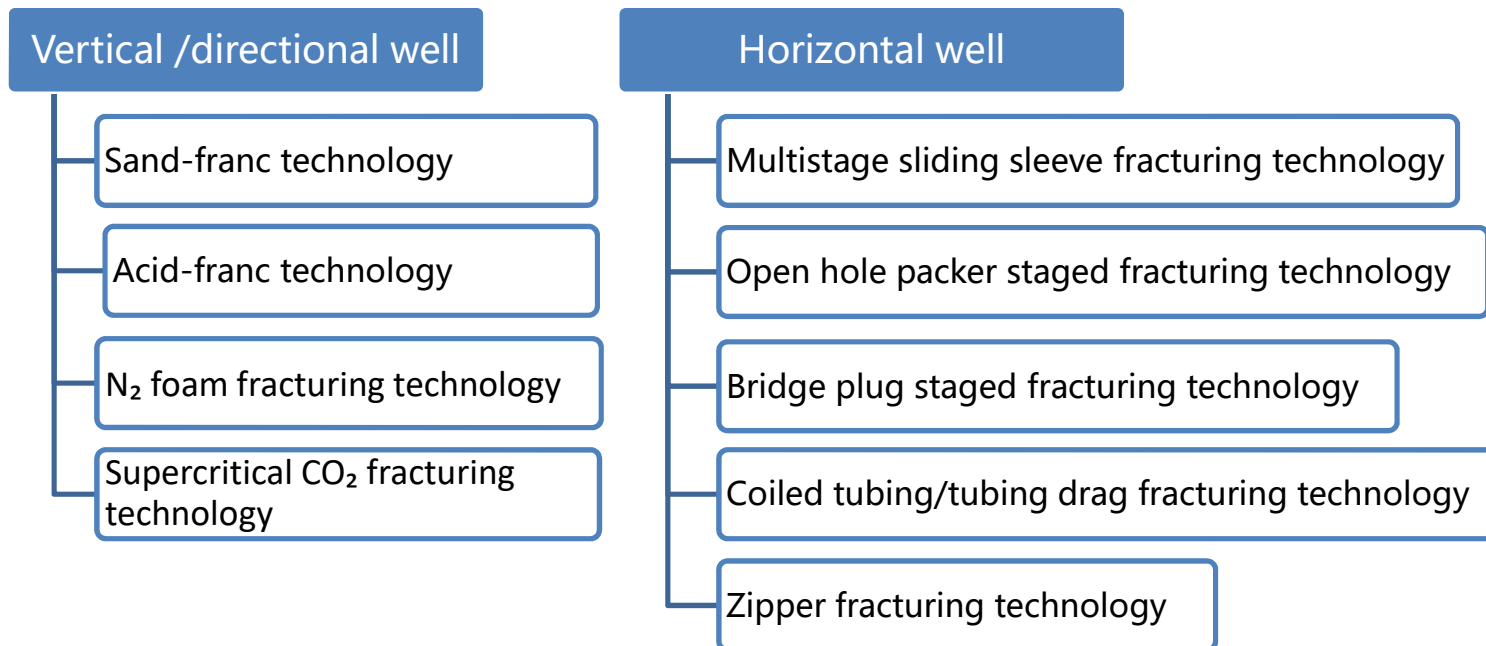 Vertical /directional well
Sand-franc technology
Acid-franc technology
N₂ foam fracturing technology
Supercritical CO₂ fracturing
technology
Horizontal well
Multistage sliding sleeve fracturing technology
Open hole packer staged fracturing technology
Bridge plug staged fracturing technology
Coiled tubing/tubing drag fracturing technology
Zipper fracturing technology